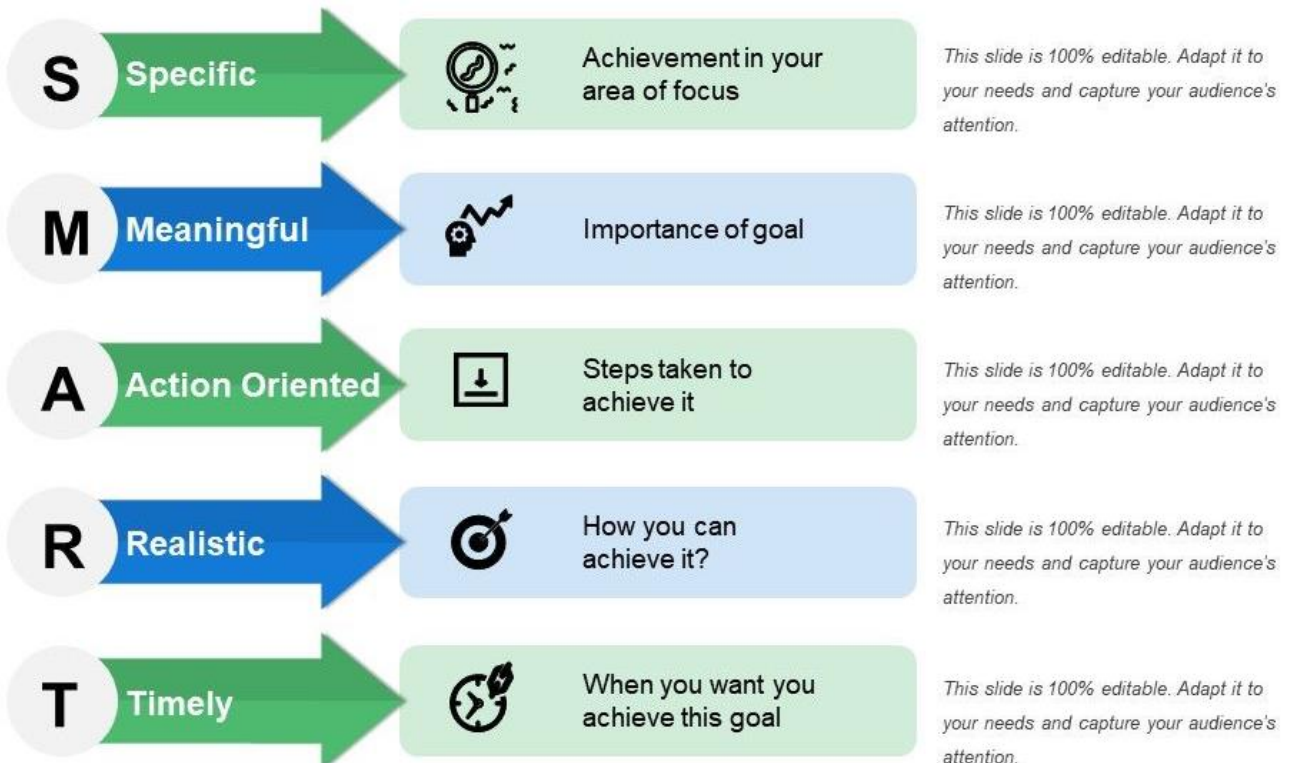 S
Specific
Achievement in your
area of focus
This slide is 100% editable. Adapt it to
your needs and capture your audience's
attention.
M
Meaningful
Importance of goal
This slide is 100% editable. Adapt it to
your needs and capture your audience's
attention.
A
Action Oriented
Steps taken to
achieve it
This slide is 100% editable. Adapt it to
your needs and capture your audience's
attention.
R
Realistic
How you can
achieve it?
This slide is 100% editable. Adapt it to
your needs and capture your audience's
attention.
T
Timely
When you want you
achieve this goal
This slide is 100% editable. Adapt it to
your needs and capture your audience's
attention.